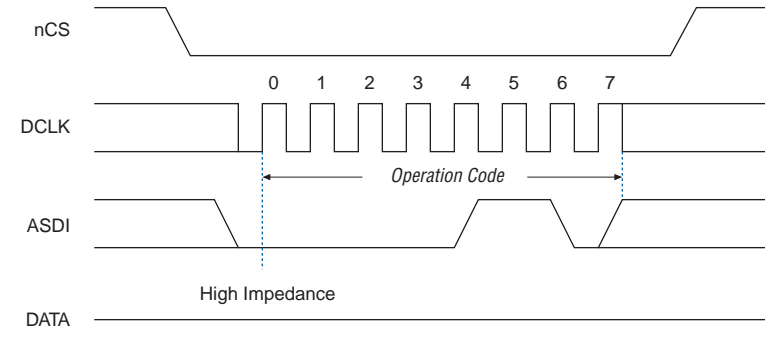 nCS
0 1 2 3 4 5 6 7
DCLK
Operation Code
ASDI
High Impedance
DATA